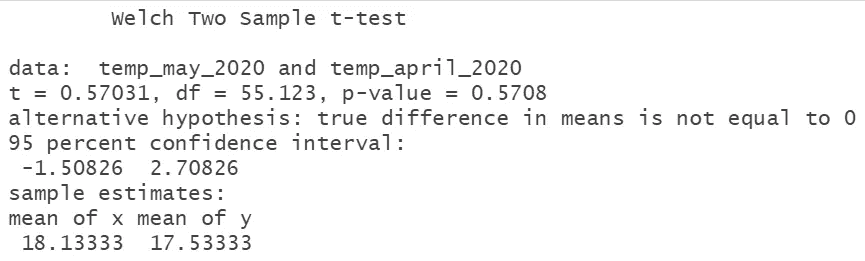 Welch Two Sample t-test
data:  temp_may_2020 and temp_april_2020
t = 0.57031, df = 55.123, p-value = 0.5708
alternative hypothesis: true difference in means is not equal to 0
95 percent confidence interval:
 -1.50826  2.70826
sample estimates:
mean of x mean of y
 18.13333  17.53333